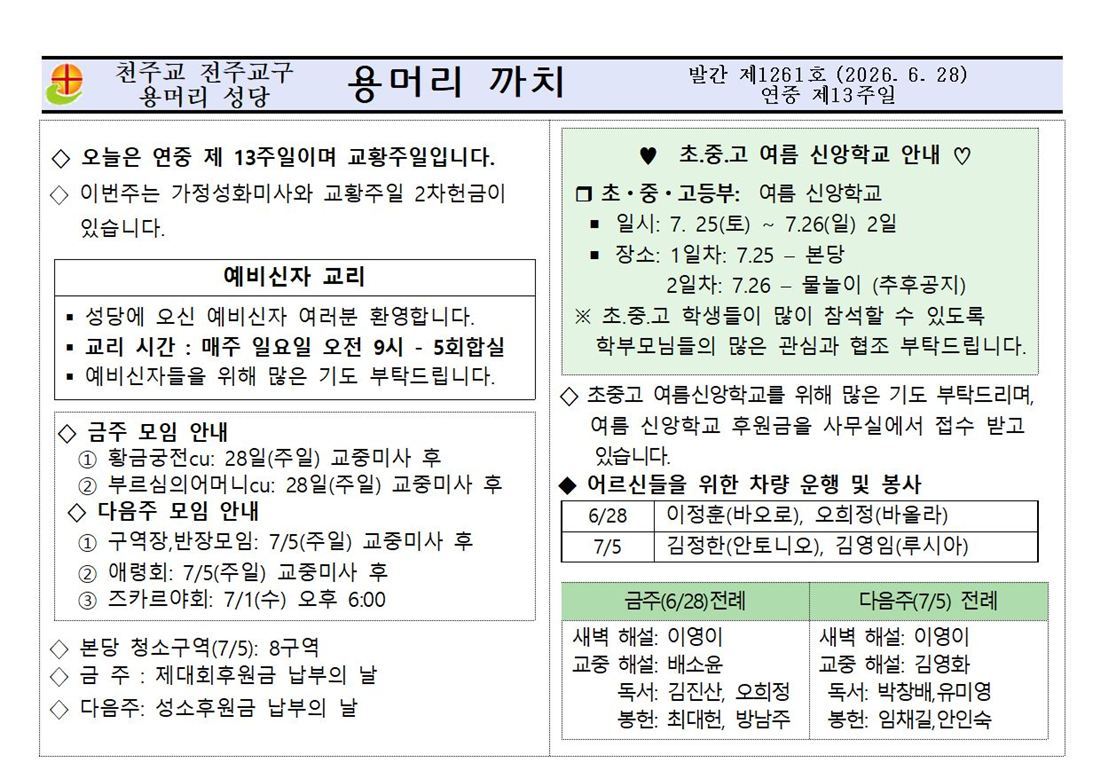 천주교 전주교구
용머리 성당
용머리 까치
발간 제1261호 (2026. 6. 28)
연중 제13주일
◇ 오늘은 연중 제 13주일이며 교황주일입니다.
◇ 이번주는 가정성화미사와 교황주일 2차헌금이
있습니다.
예비신자 교리
▪ 성당에 오신 예비신자 여러분 환영합니다.
▪ 교리 시간 : 매주 일요일 오전 9시 - 5회합실
▪ 예비신자들을 위해 많은 기도 부탁드립니다.
◇ 금주 모임 안내
① 황금궁전cu: 28일(주일) 교중미사 후
② 부르심의어머니cu: 28일(주일) 교중미사 후
◇ 다음주 모임 안내
① 구역장,반장모임: 7/5(주일) 교중미사 후
② 애령회: 7/5(주일) 교중미사 후
③ 즈카르야회: 7/1(수) 오후 6:00
◇ 본당 청소구역(7/5): 8구역
◇ 금 주 : 제대회후원금 납부의 날
◇ 다음주: 성소후원금 납부의 날
♥ 초.중.고 여름 신앙학교 안내 ♡
❒ 초・중・고등부: 여름 신앙학교
▪ 일시: 7. 25(토) ~ 7.26(일) 2일
▪ 장소: 1일차: 7.25 – 본당
2일차: 7.26 – 물놀이 (추후공지)
※ 초.중.고 학생들이 많이 참석할 수 있도록
학부모님들의 많은 관심과 협조 부탁드립니다.
◇ 초중고 여름신앙학교를 위해 많은 기도 부탁드리며,
여름 신앙학교 후원금을 사무실에서 접수 받고
있습니다.
◆ 어르신들을 위한 차량 운행 및 봉사
6/28 이정훈(바오로), 오희정(바올라)
7/5 김정한(안토니오), 김영임(루시아)
금주(6/28)전례
새벽 해설: 이영이
교중 해설: 배소윤
독서: 김진산, 오희정
봉헌: 최대헌, 방남주
다음주(7/5) 전례
새벽 해설: 이영이
교중 해설: 김영화
독서: 박창배,유미영
봉헌: 임채길,안인숙